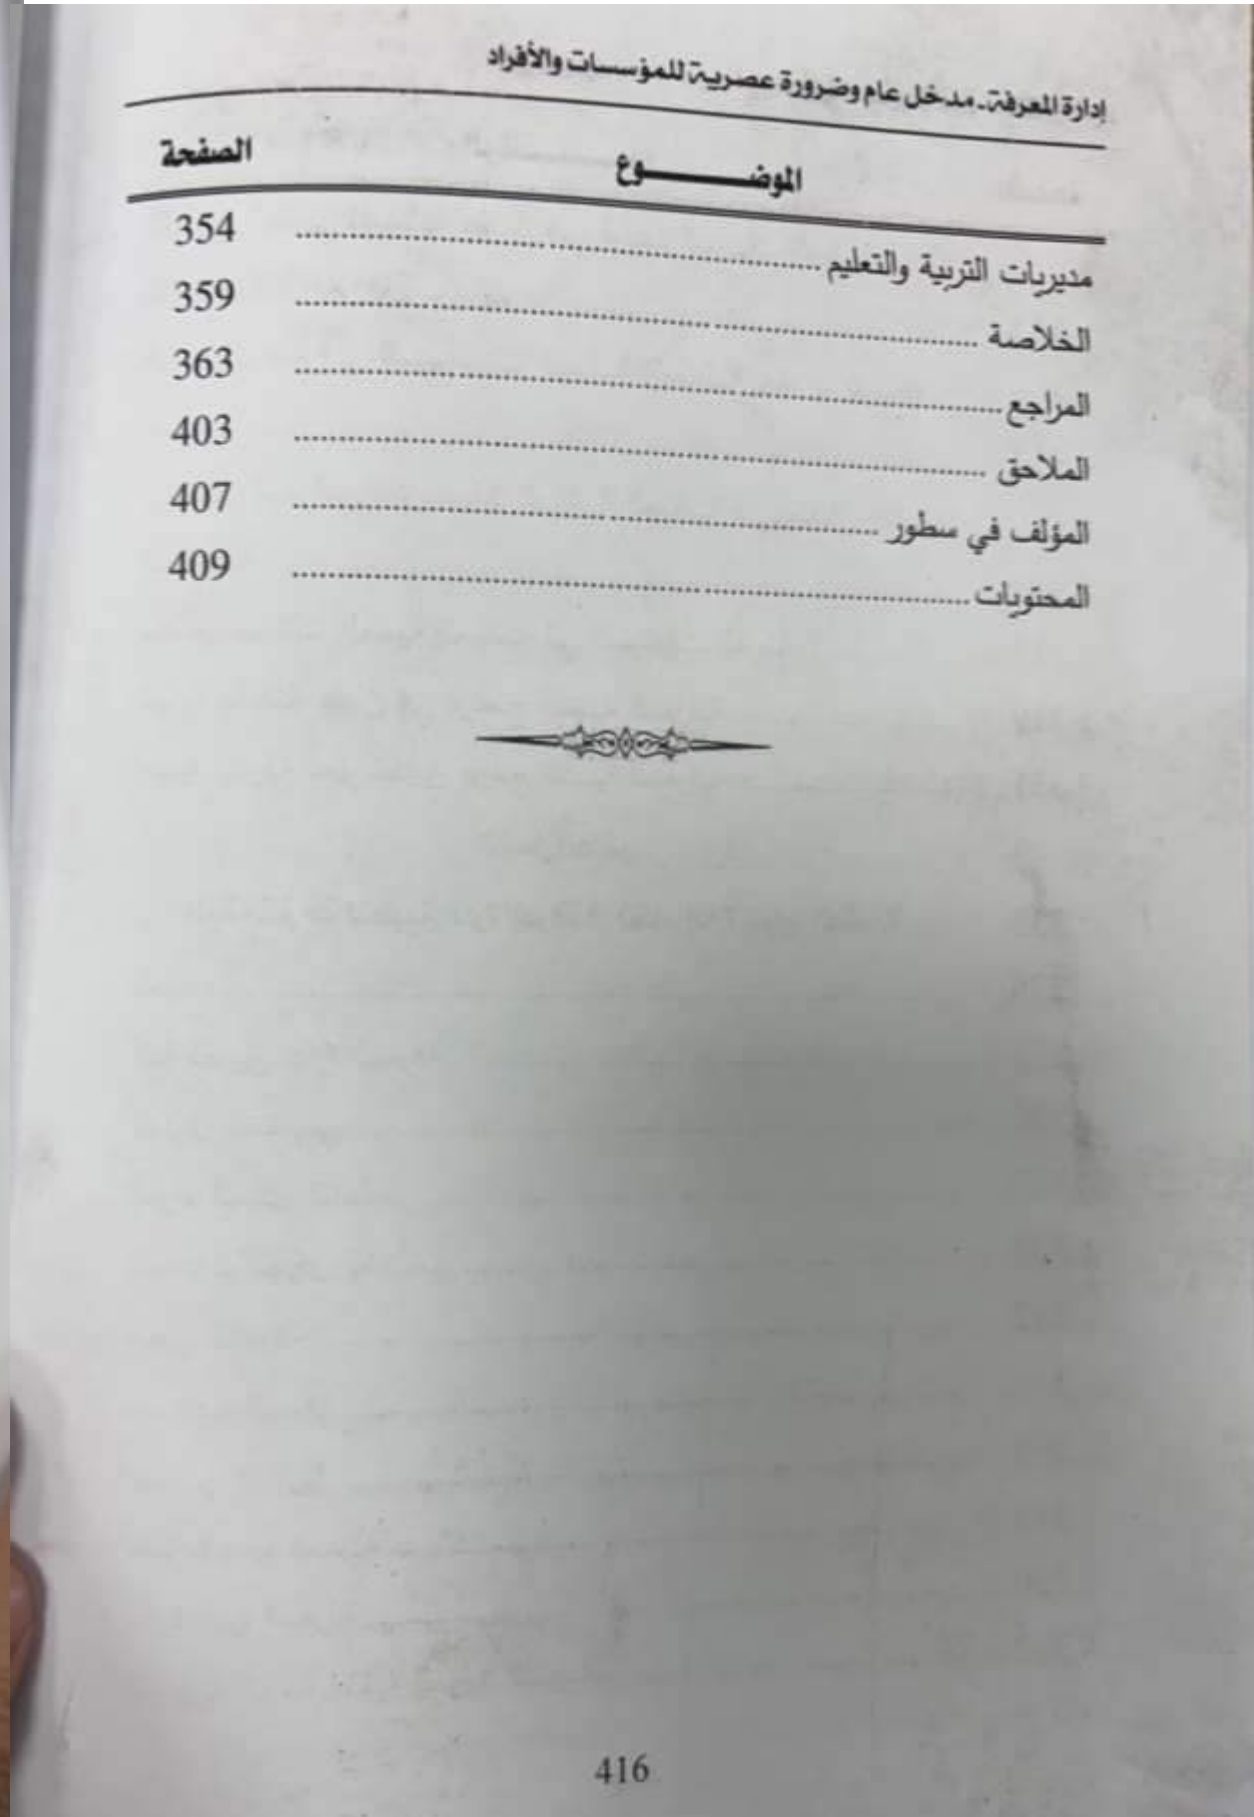 إدارة المعرفة ـ مدخل عام وضرورة عصرية للمؤسسات والأفراد
الموضـــــــــوع الصفحة
مديريات التربية والتعليم ........................................................ 354
الخلاصة ........................................................................ 359
المراجع ........................................................................ 363
الملاحق ........................................................................ 403
المؤلف في سطور ............................................................ 407
المحتويات ..................................................................... 409
416